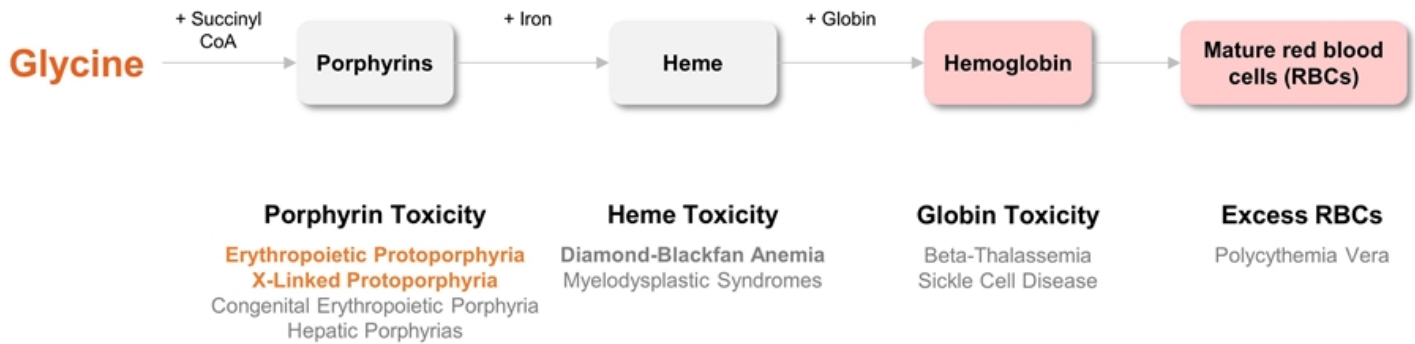 + Succinyl
CoA
+ Iron
+ Globin
Glycine
Porphyrins
Heme
Hemoglobin
Mature red blood
cells (RBCs)
Porphyrin Toxicity
Erythropoietic Protoporphyria
X-Linked Protoporphyria
Congenital Erythropoietic Porphyria
Hepatic Porphyrias
Heme Toxicity
Diamond-Blackfan Anemia
Myelodysplastic Syndromes
Globin Toxicity
Beta-Thalassemia
Sickle Cell Disease
Excess RBCs
Polycythemia Vera